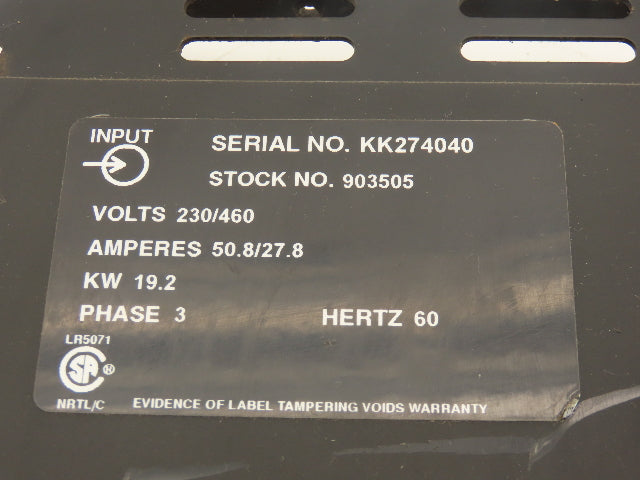 INPUT
SERIAL NO. KK274040
STOCK NO. 903505
VOLTS 230/460
AMPERES 50.8/27.8
KW 19.2
PHASE 3 HERTZ 60
LR5071
SA ®
NRTL/C
EVIDENCE OF LABEL TAMPERING VOIDS WARRANTY